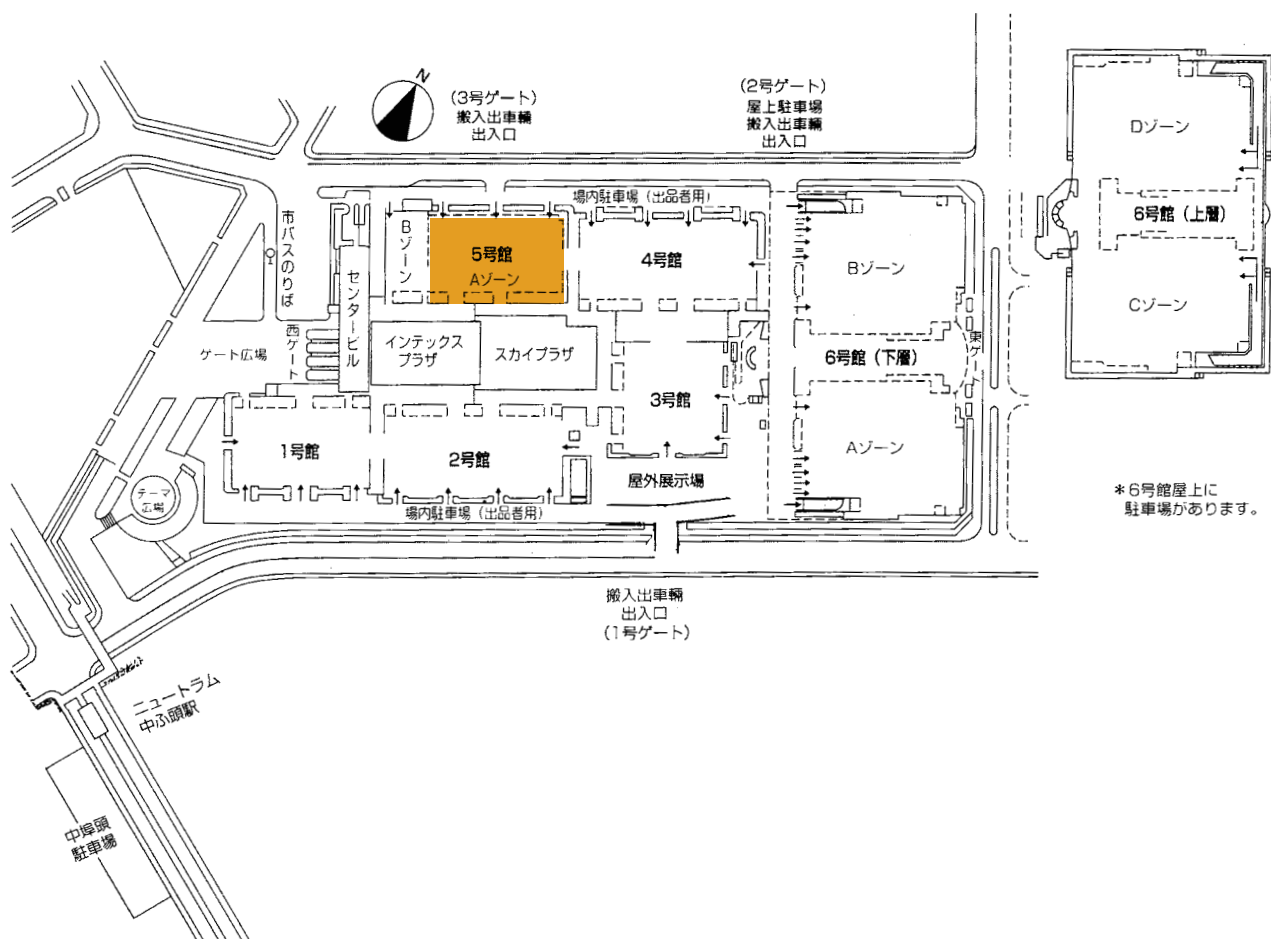 N
(3号ゲート)
搬入出車輛
出入口
(2号ゲート)
屋上駐車場
搬入出車輛
出入口
Dゾーン
6号館(上層)
Cゾーン
場内駐車場(出品者用)
市バスのりば
Bゾーン
5号館
Aゾーン
4号館
Bゾーン
センタービル
西ゲート
ゲート広場
インテックス
プラザ
スカイプラザ
6号館(下層)
東ゲート
3号館
1号館
2号館
Aゾーン
屋外展示場
テーマ
広場
場内駐車場(出品者用)
*6号館屋上に
駐車場があります。
搬入出車輛
出入口
(1号ゲート)
ニュートラム
中ふ頭駅
中埠頭
駐車場